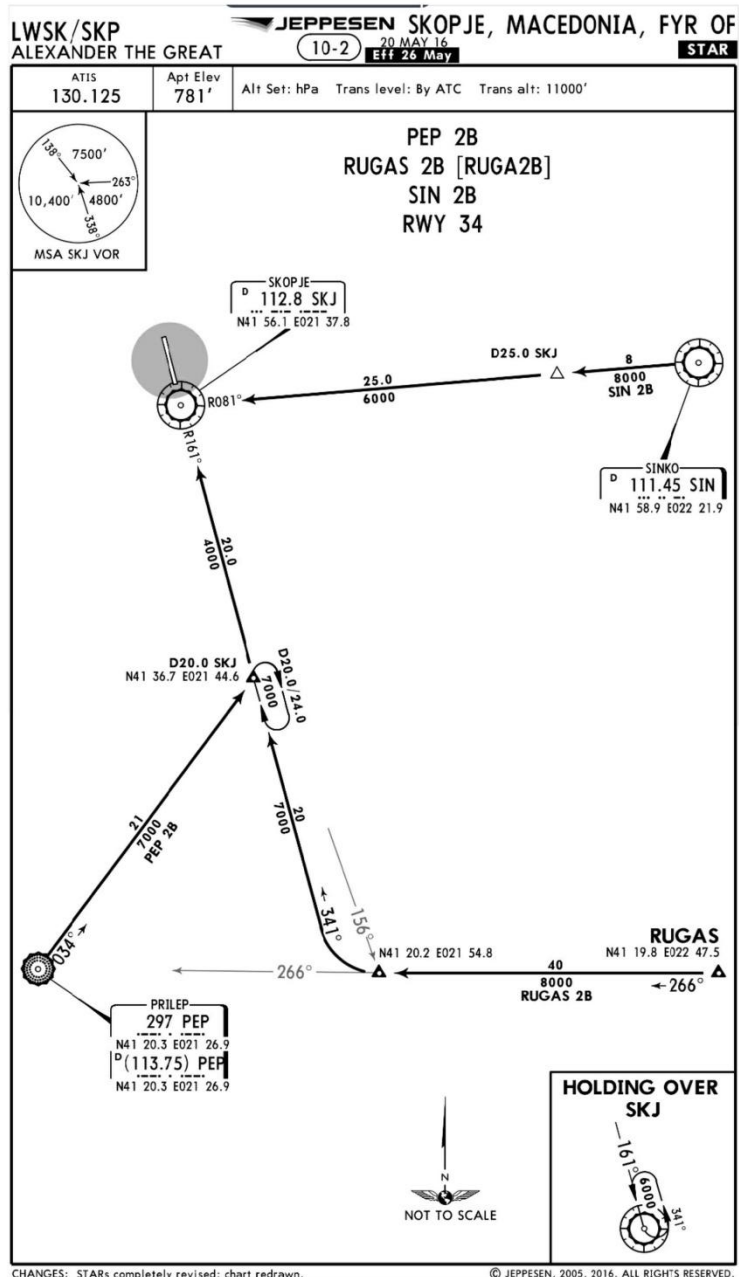 LWSK/SKP
ALEXANDER THE GREAT
JEPPESEN
SKOPJE, MACEDONIA, FYR OF
10-2
20 MAY 16
Eff 26 May
STAR
ATIS
130.125
Apt Elev
781'
Alt Set: hPa Trans level: By ATC Trans alt: 11000'
138°
7500'
263°
10,400'
4800'
338°
MSA SKJ VOR
PEP 2B
RUGAS 2B [RUGA2B]
SIN 2B
RWY 34
SKOPJE
D 112.8 SKJ
N41 56.1 E021 37.8
D25.0 SKJ
8
8000
SIN 2B
25.0
6000
R081°
R161°
SINKO
D 111.45 SIN
N41 58.9 E022 21.9
20.0
4000
D20.0 SKJ
N41 36.7 E021 44.6
D20.0/24.0
7000
20
7000
21
7000
PEP 2B
034°
341°
156°
N41 20.2 E021 54.8
RUGAS
N41 19.8 E022 47.5
266°
40
8000
RUGAS 2B
266°
PRILEP
297 PEP
N41 20.3 E021 26.9
D (113.75) PEP
N41 20.3 E021 26.9
HOLDING OVER
SKJ
161°
6000
341°
N
NOT TO SCALE
CHANGES: STARs completely revised; chart redrawn.
© JEPPESEN, 2005, 2016. ALL RIGHTS RESERVED.